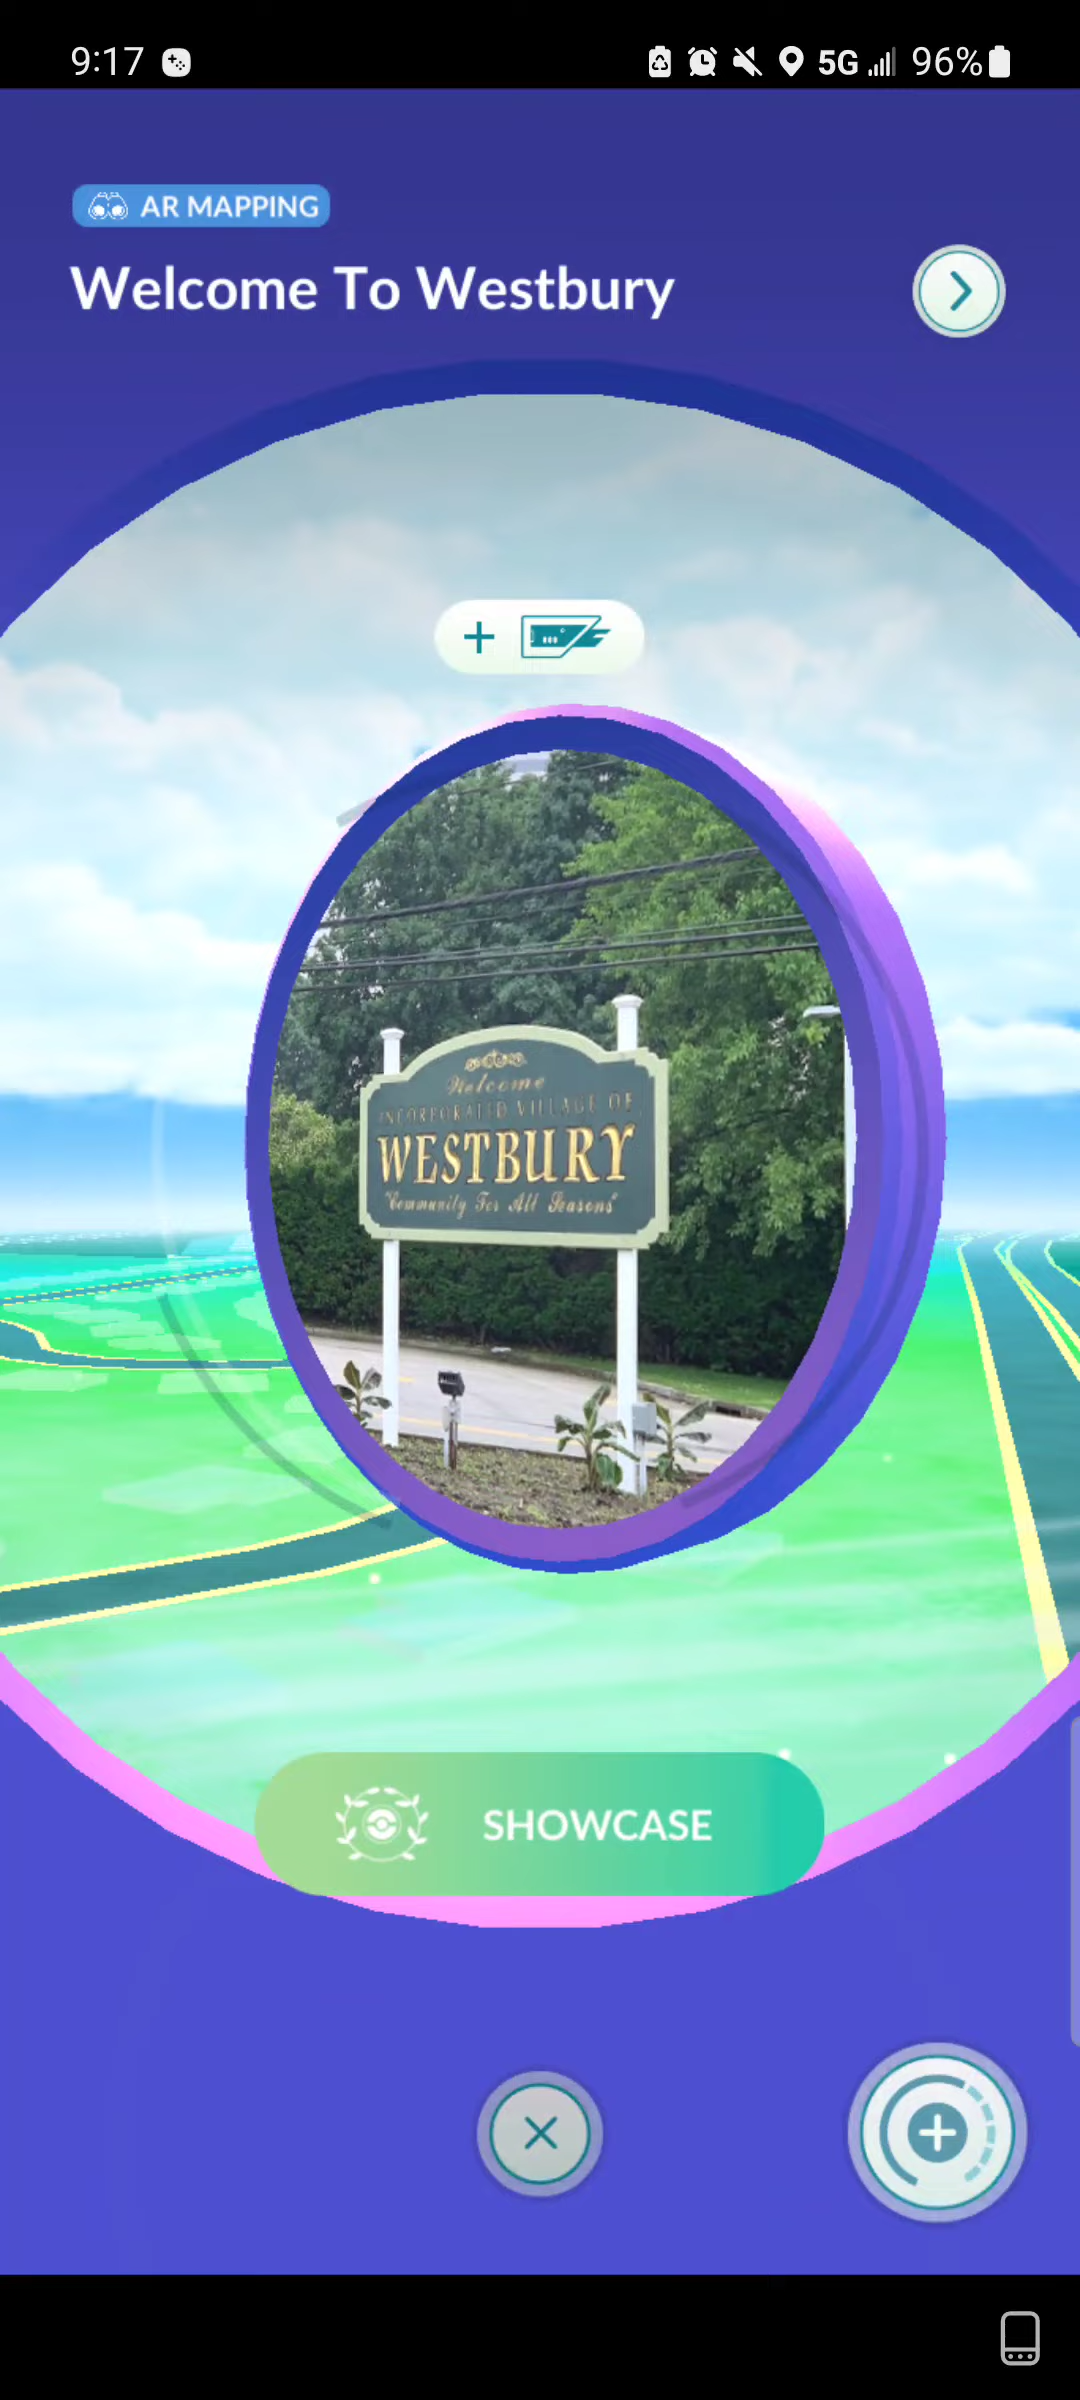 9:17 5G 96%
AR MAPPING
Welcome To Westbury
Welcome
INCORPORATED VILLAGE OF
WESTBURY
"Community For All Seasons"
SHOWCASE